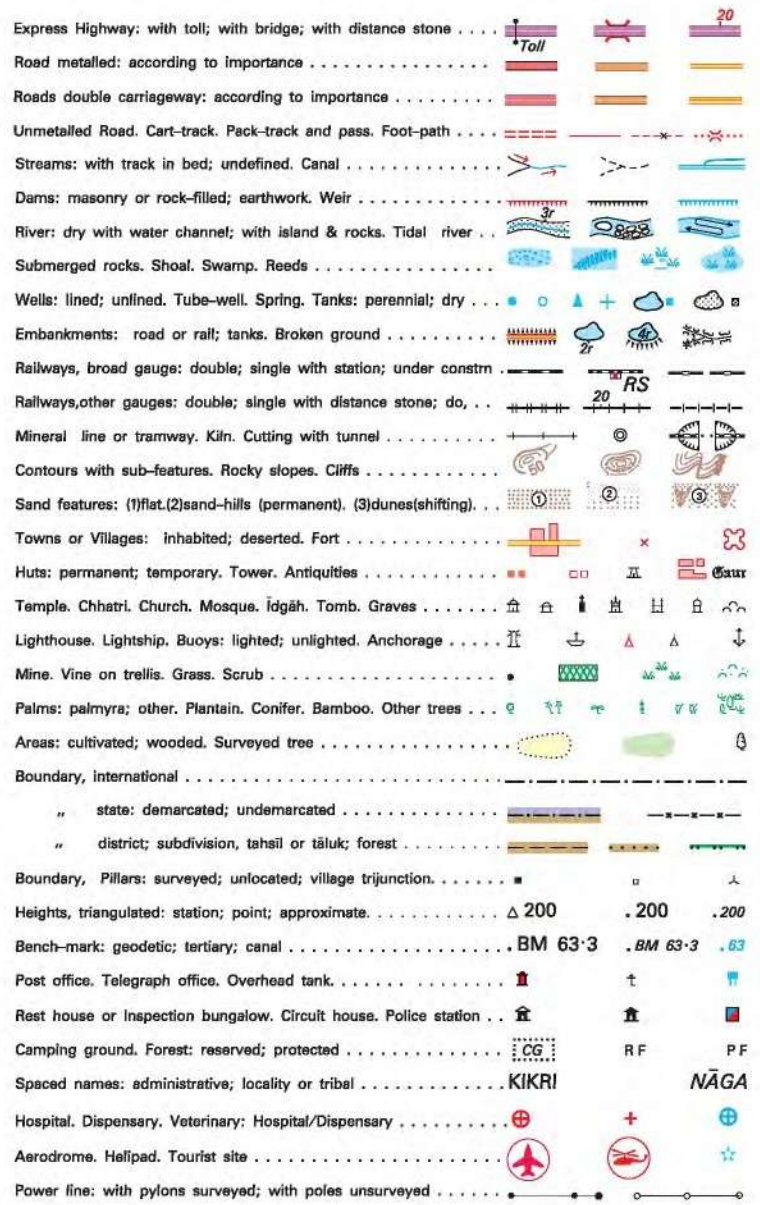 20
Express Highway: with toll; with bridge; with distance stone . . . . Toll
Road metalled: according to importance . . . . . . . . . . . . . . . .
Roads double carriageway: according to importance . . . . . . . . .
Unmetalled Road. Cart-track. Pack-track and pass. Foot-path . . . .
Streams: with track in bed; undefined. Canal . . . . . . . . . . . . . .
Dams: masonry or rock-filled; earthwork. Weir . . . . . . . . . . . . .
3r
River: dry with water channel; with island & rocks. Tidal river . .
Submerged rocks. Shoal. Swamp. Reeds . . . . . . . . . . . . . . . .
Wells: lined; unlined. Tube-well. Spring. Tanks: perennial; dry . . .
Embankments: road or rail; tanks. Broken ground . . . . . . . . . . 2r 4r
Railways, broad gauge: double; single with station; under constrn . RS
Railways,other gauges: double; single with distance stone; do, . . 20
Mineral line or tramway. Kiln. Cutting with tunnel . . . . . . . . . .
Contours with sub-features. Rocky slopes. Cliffs . . . . . . . . . . .
Sand features: (1)flat.(2)sand-hills (permanent). (3)dunes(shifting). . . 1 2 3
Towns or Villages: inhabited; deserted. Fort . . . . . . . . . . . . . .
Huts: permanent; temporary. Tower. Antiquities . . . . . . . . . . . . Gaur
Temple. Chhatri. Church. Mosque. Īdgāh. Tomb. Graves . . . . . . .
Lighthouse. Lightship. Buoys: lighted; unlighted. Anchorage . . . . .
Mine. Vine on trellis. Grass. Scrub . . . . . . . . . . . . . . . . . . .
Palms: palmyra; other. Plantain. Conifer. Bamboo. Other trees . . .
Areas: cultivated; wooded. Surveyed tree . . . . . . . . . . . . . . .
Boundary, international . . . . . . . . . . . . . . . . . . . . . . . . . .
„ state: demarcated; undemarcated . . . . . . . . . . . . . . .
„ district; subdivision, tahsīl or tāluk; forest . . . . . . . . .
Boundary, Pillars: surveyed; unlocated; village trijunction. . . . . . .
Heights, triangulated: station; point; approximate. . . . . . . . . . . . 200 . 200 . 200
Bench-mark: geodetic; tertiary; canal . . . . . . . . . . . . . . . . . . BM 63·3 . BM 63·3 . 63
Post office. Telegraph office. Overhead tank. . . . . . . . . . . . . .
Rest house or Inspection bungalow. Circuit house. Police station . .
Camping ground. Forest: reserved; protected . . . . . . . . . . . . . CG R F P F
Spaced names: administrative; locality or tribal . . . . . . . . . . . . KIKRI NĀGA
Hospital. Dispensary. Veterinary: Hospital/Dispensary . . . . . . . . .
Aerodrome. Helipad. Tourist site . . . . . . . . . . . . . . . . . . . . .
Power line: with pylons surveyed; with poles unsurveyed . . . . . .